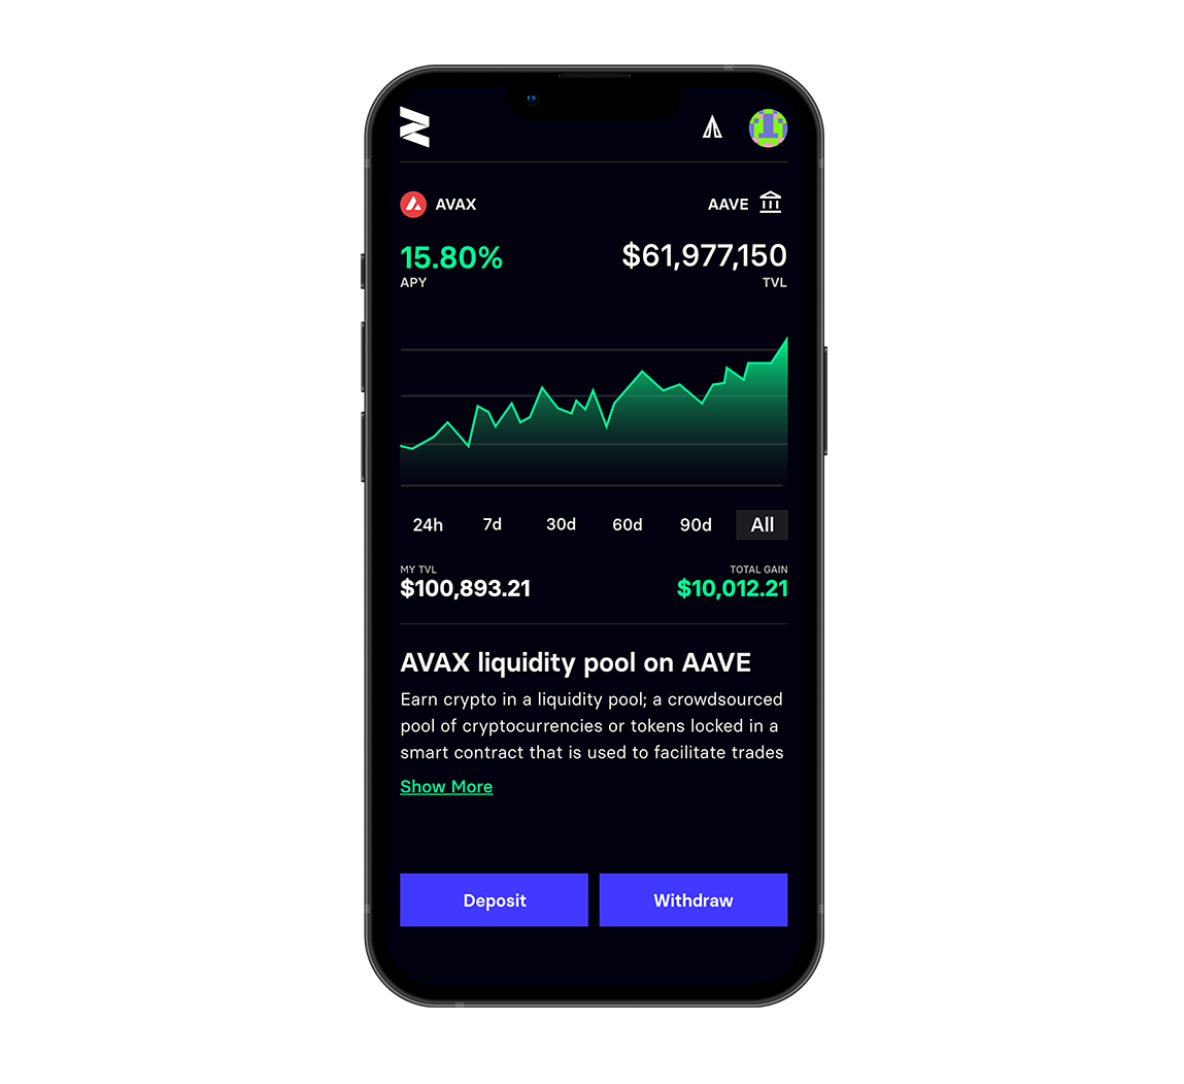 AVAX
AAVE
15.80%
$61,977,150
APY
TVL
24h 7d 30d 60d 90d All
MY TVL
TOTAL GAIN
$100,893.21
$10,012.21
AVAX liquidity pool on AAVE
Earn crypto in a liquidity pool; a crowdsourced
pool of cryptocurrencies or tokens locked in a
smart contract that is used to facilitate trades
Show More
Deposit
Withdraw